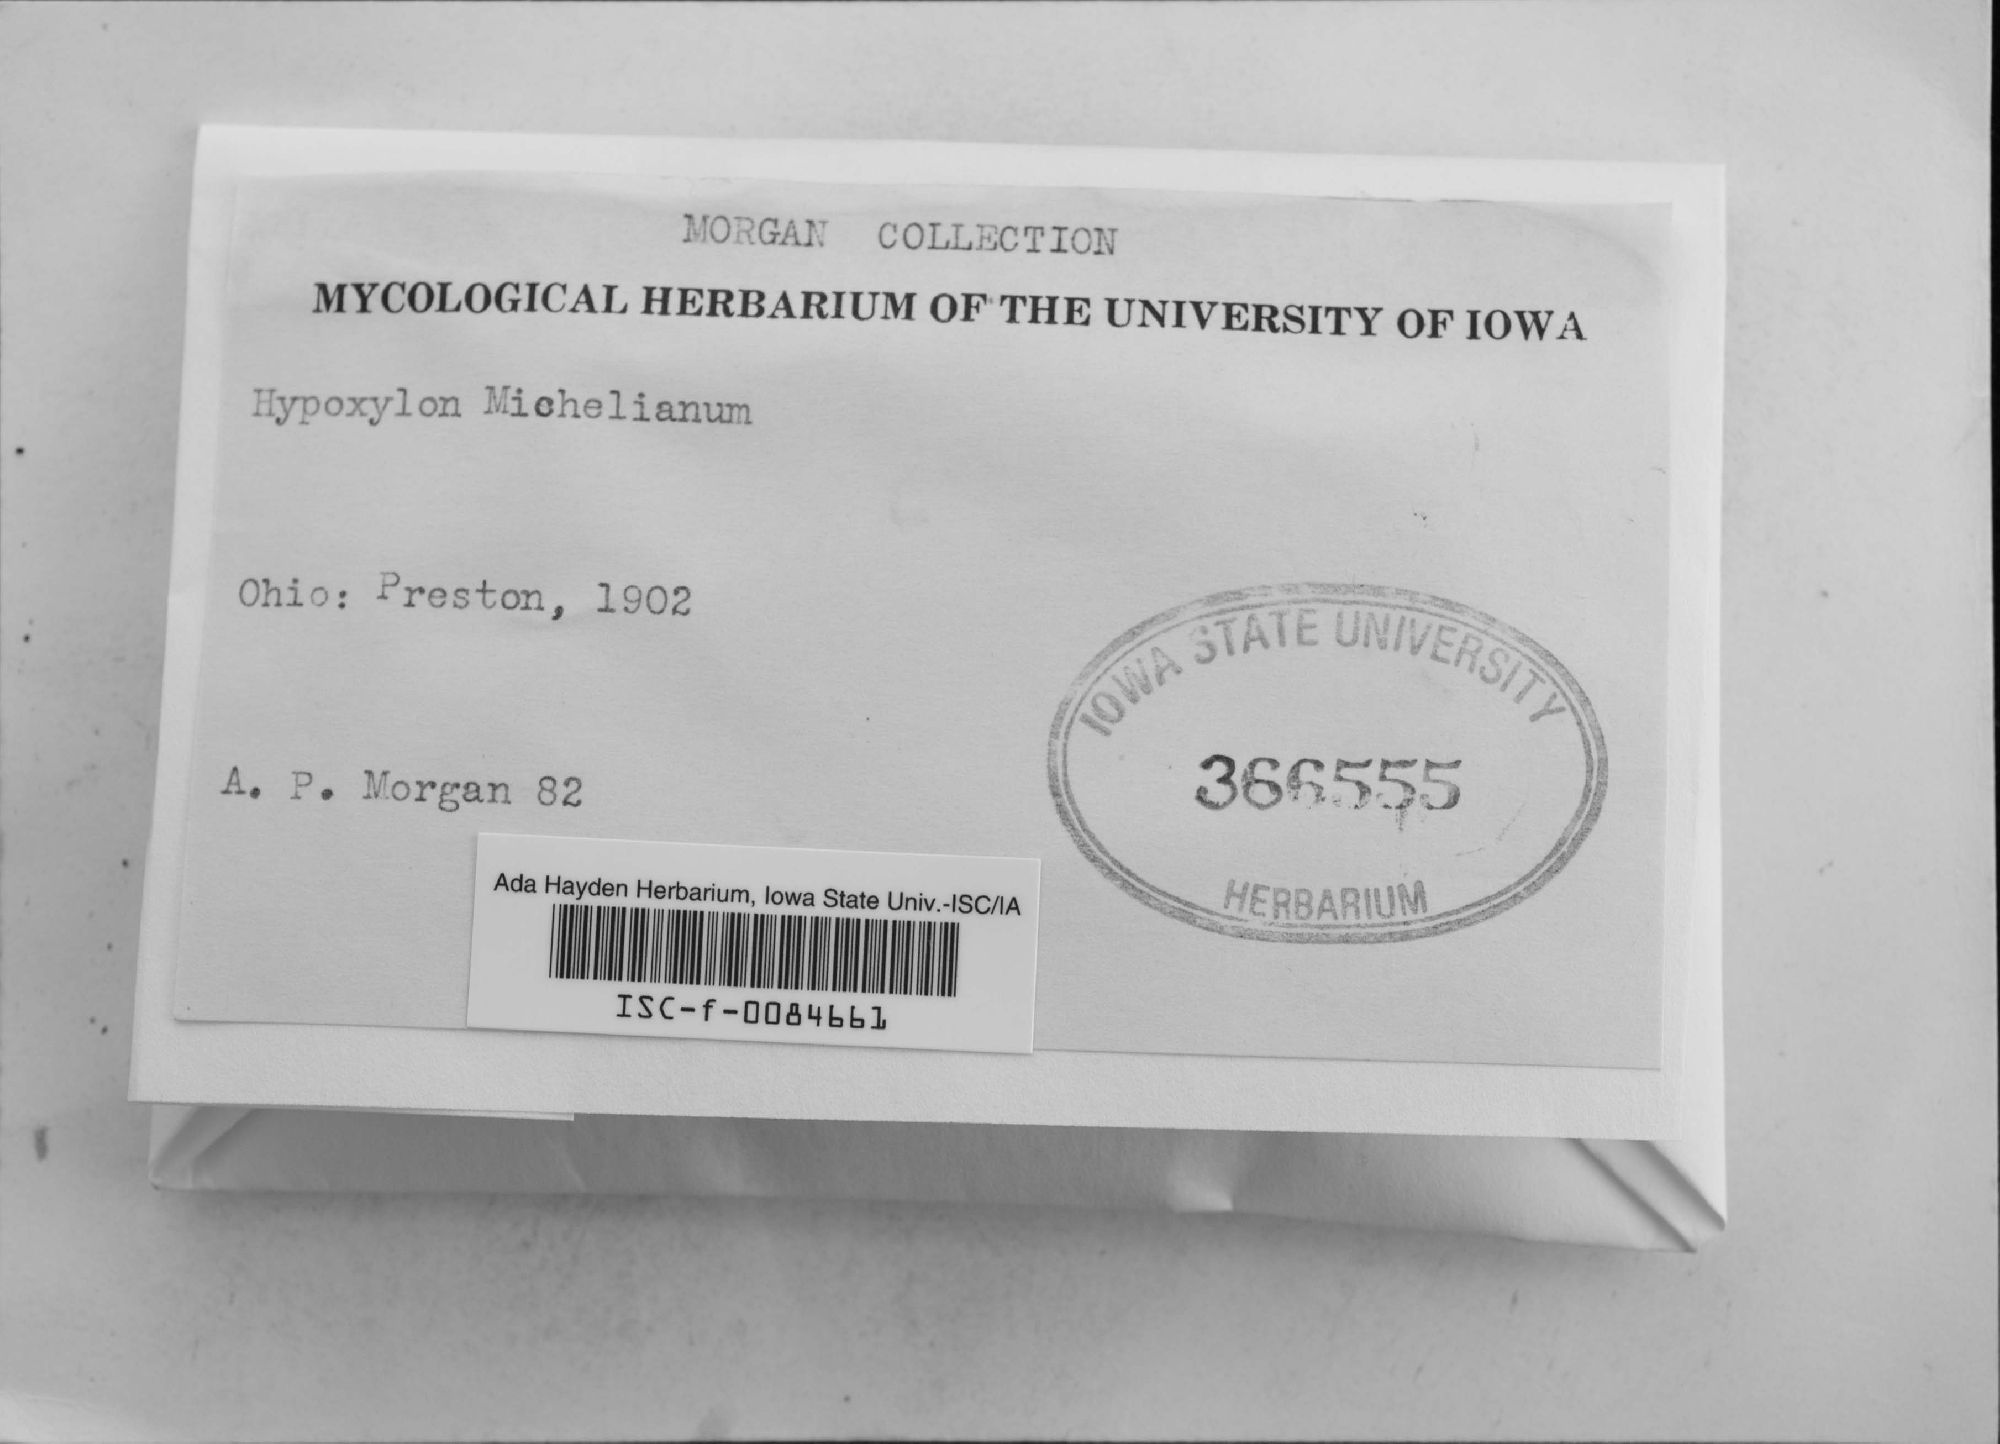 MORGAN COLLECTION
MYCOLOGICAL HERBARIUM OF THE UNIVERSITY OF IOWA
Hypoxylon Michelianum
Ohio: Preston, 1902
IOWA STATE UNIVERSITY
366555
HERBARIUM
A. P. Morgan 82
Ada Hayden Herbarium, Iowa State Univ.-ISC/IA
ISC-f-0084661